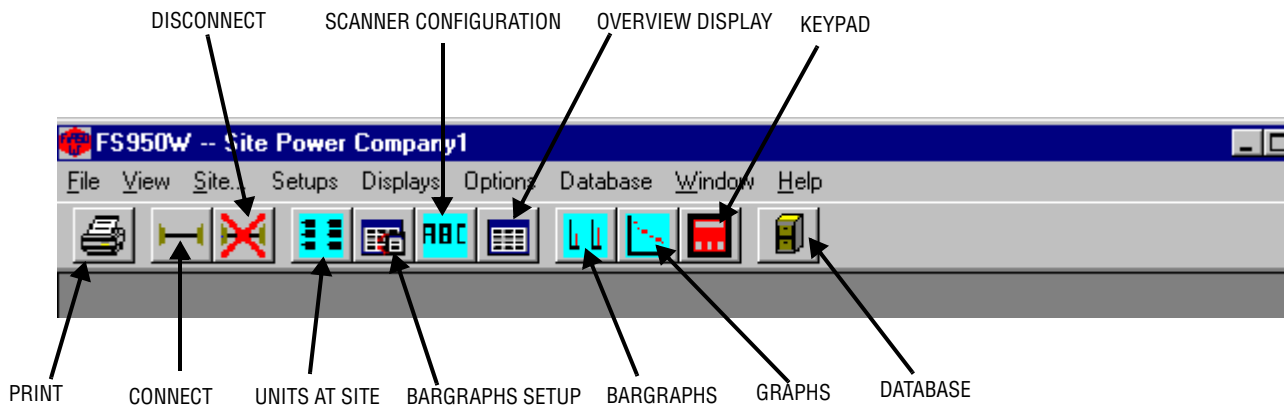 DISCONNECT SCANNER CONFIGURATION OVERVIEW DISPLAY KEYPAD
FS950W -- Site Power Company1
File View Site... Setups Displays Options Database Window Help
ABC
PRINT CONNECT UNITS AT SITE BARGRAPHS SETUP BARGRAPHS GRAPHS DATABASE